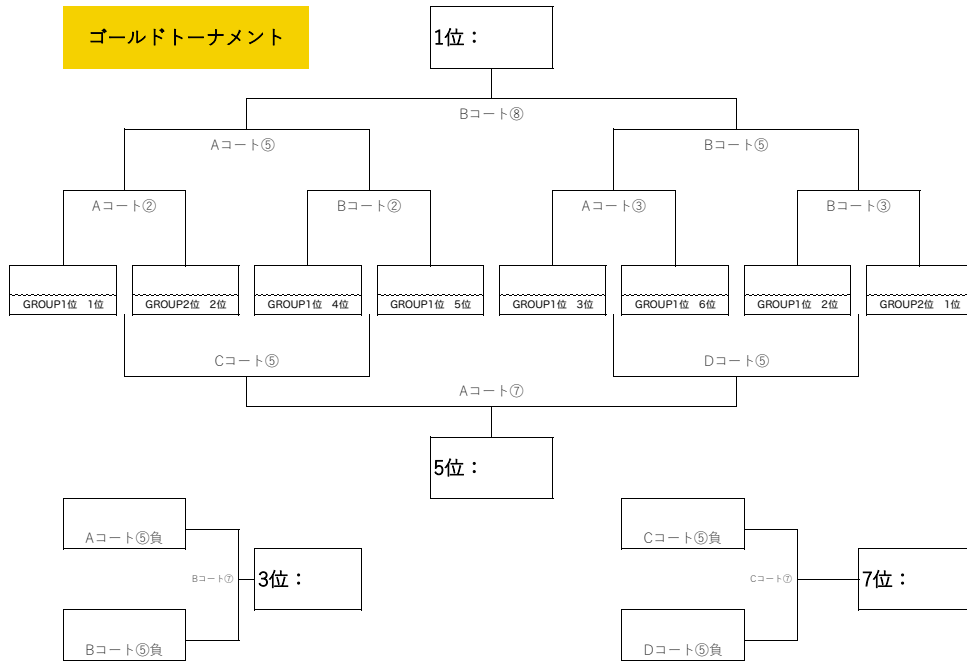 ゴールドトーナメント
1位：
Bコート⑧
Aコート⑤
Bコート⑤
Aコート②
Bコート②
Aコート③
Bコート③
GROUP1位 1位
GROUP2位 2位
GROUP1位 4位
GROUP1位 5位
GROUP1位 3位
GROUP1位 6位
GROUP1位 2位
GROUP2位 1位
Cコート⑤
Dコート⑤
Aコート⑦
5位：
Aコート⑤負
Bコート⑦
3位：
Bコート⑤負
Cコート⑤負
Cコート⑦
7位：
Dコート⑤負